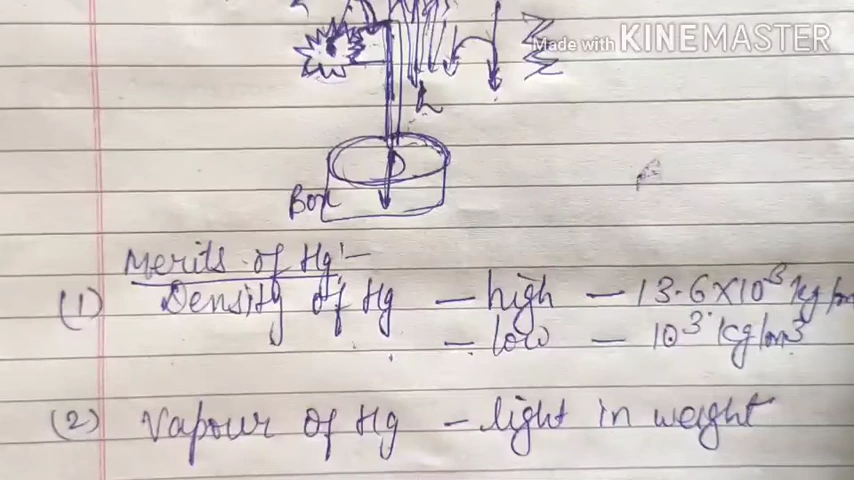 Made with KINEMASTER
h
Box
Merits of Hg :-
(1) Density of Hg - high - 13.6 x 10³ kg/m
- low - 10³ kg/m³
(2) Vapour of Hg - light in weight